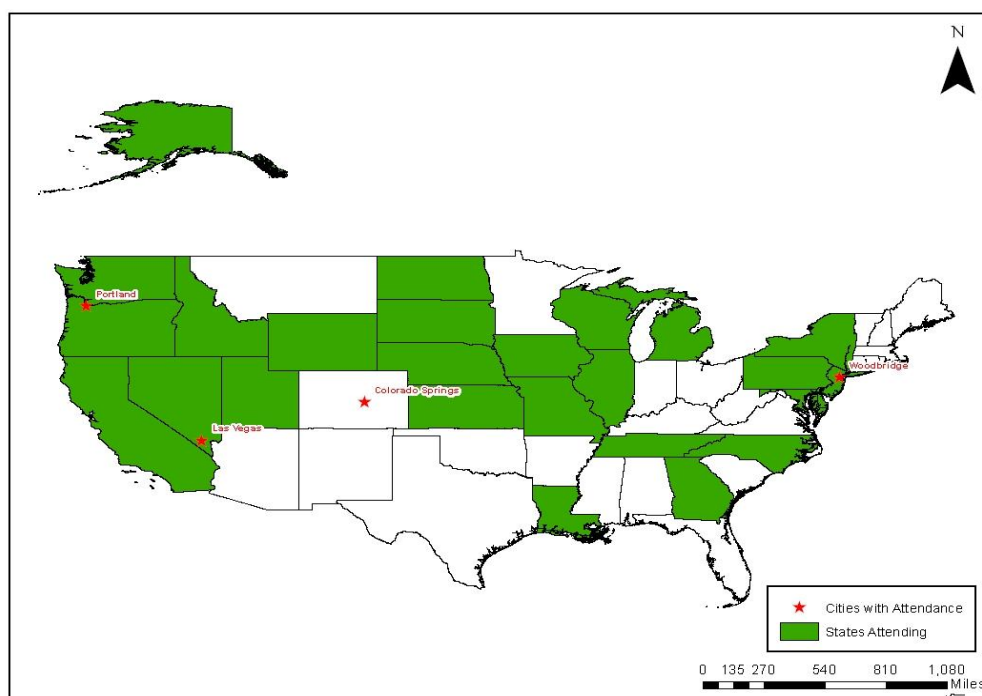 N
Portland
Woodbridge
Colorado Springs
Las Vegas
Cities with Attendance
States Attending
0 135 270 540 810 1,080
Miles